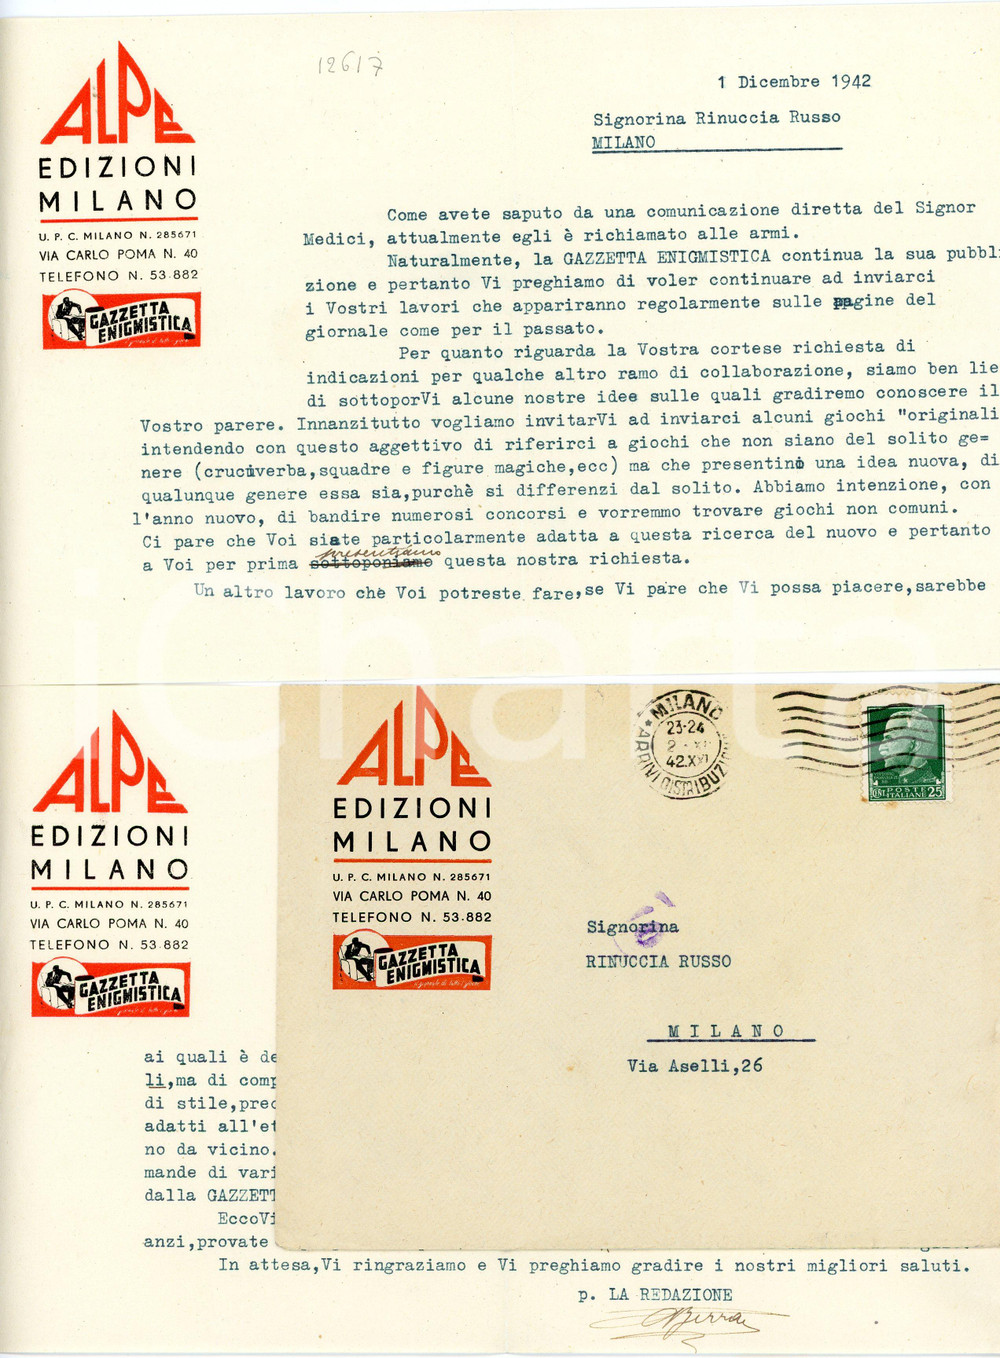 ALPE
EDIZIONI
MILANO
U. P. C. MILANO N. 285671
VIA CARLO POMA N. 40
TELEFONO N. 53.882
GAZZETTA
ENIGMISTICA
12617
1 Dicembre 1942
Signorina Rinuccia Russo
MILANO
Come avete saputo da una comunicazione diretta del Signor
Medici, attualmente egli è richiamato alle armi.
Naturalmente, la GAZZETTA ENIGMISTICA continua la sua pubbli
zione e pertanto Vi preghiamo di voler continuare ad inviarci
i Vostri lavori che appariranno regolarmente sulle pagine del
giornale come per il passato.
Per quanto riguarda la Vostra cortese richiesta di
indicazioni per qualche altro ramo di collaborazione, siamo ben lie
di sottoporVi alcune nostre idee sulle quali gradiremo conoscere il
Vostro parere. Innanzitutto vogliamo invitarVi ad inviarci alcuni giochi "originali
intendendo con questo aggettivo di riferirci a giochi che non siano del solito ge=
nere (cruciverba,squadre e figure magiche,ecc) ma che presentino una idea nuova, di
qualunque genere essa sia,purchè si differenzi dal solito. Abbiamo intenzione, con
l'anno nuovo, di bandire numerosi concorsi e vorremmo trovare giochi non comuni.
Ci pare che Voi siate particolarmente adatta a questa ricerca del nuovo e pertanto
presentiamo
a Voi per prima sottoponiamo questa nostra richiesta.
Un altro lavoro chè Voi potreste fare,se Vi pare che Vi possa piacere,sarebbe
iCharta
ALPE
EDIZIONI
MILANO
U. P. C. MILANO N. 285671
VIA CARLO POMA N. 40
TELEFONO N. 53.882
GAZZETTA
ENIGMISTICA
ALPE
EDIZIONI
MILANO
U. P. C. MILANO N. 285671
VIA CARLO POMA N. 40
TELEFONO N. 53.882
GAZZETTA
ENIGMISTICA
MILANO
23-24
42.XXI
ARRIVI DISTRIBUZION
POSTE
ITALIANE
CENT 25
Signorina
RINUCCIA RUSSO
MILANO
Via Aselli,26
ai quali è de
li,ma di comp
di stile,prec
adatti all'et
no da vicino.
mande di vari
dalla GAZZETT
EccoVi
anzi,provate
In attesa,Vi ringraziamo e Vi preghiamo gradire i nostri migliori saluti.
p. LA REDAZIONE